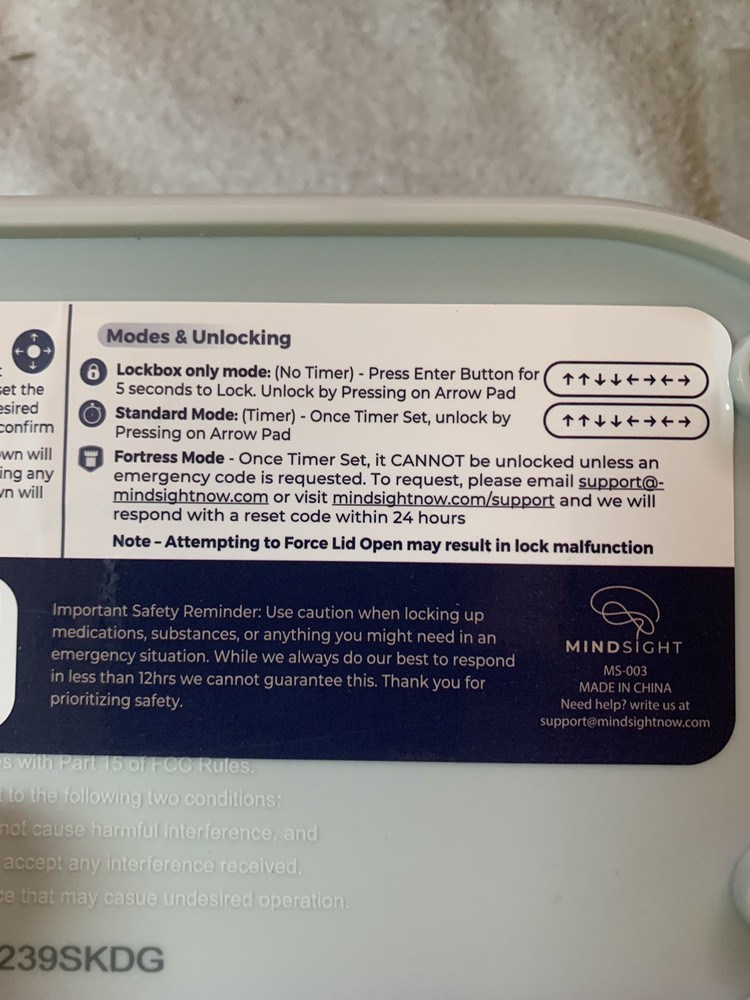 set the
esired
confirm
wn will
ing any
vn will
Modes & Unlocking
Lockbox only mode: (No Timer) - Press Enter Button for
5 seconds to Lock. Unlock by Pressing on Arrow Pad
↑↑↓↓←→←→
Standard Mode: (Timer) - Once Timer Set, unlock by
Pressing on Arrow Pad
↑↑↓↓←→←→
Fortress Mode - Once Timer Set, it CANNOT be unlocked unless an
emergency code is requested. To request, please email support@-
mindsightnow.com or visit mindsightnow.com/support and we will
respond with a reset code within 24 hours
Note – Attempting to Force Lid Open may result in lock malfunction
Important Safety Reminder: Use caution when locking up
medications, substances, or anything you might need in an
emergency situation. While we always do our best to respond
in less than 12hrs we cannot guarantee this. Thank you for
prioritizing safety.
MINDSIGHT
MS-003
MADE IN CHINA
Need help? write us at
support@mindsightnow.com
s with Part 15 of FCC Rules.
t to the following two conditions:
not cause harmful interference, and
accept any interference received,
ce that may casue undesired operation.
239SKDG